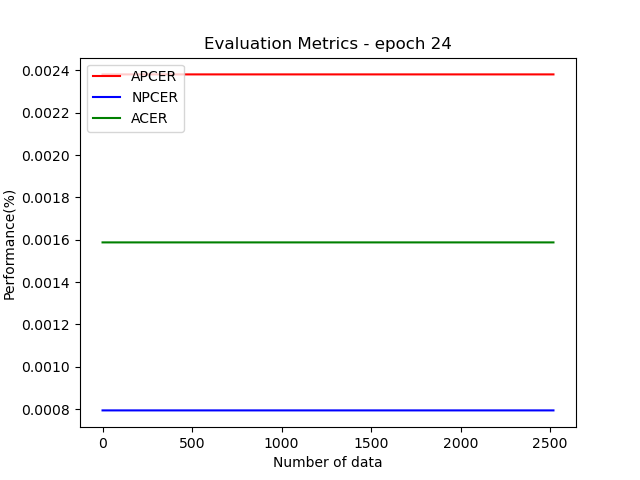 Evaluation Metrics - epoch 24
Performance(%)
0.0024
0.0022
0.0020
0.0018
0.0016
0.0014
0.0012
0.0010
0.0008
APCER
NPCER
ACER
0 500 1000 1500 2000 2500
Number of data